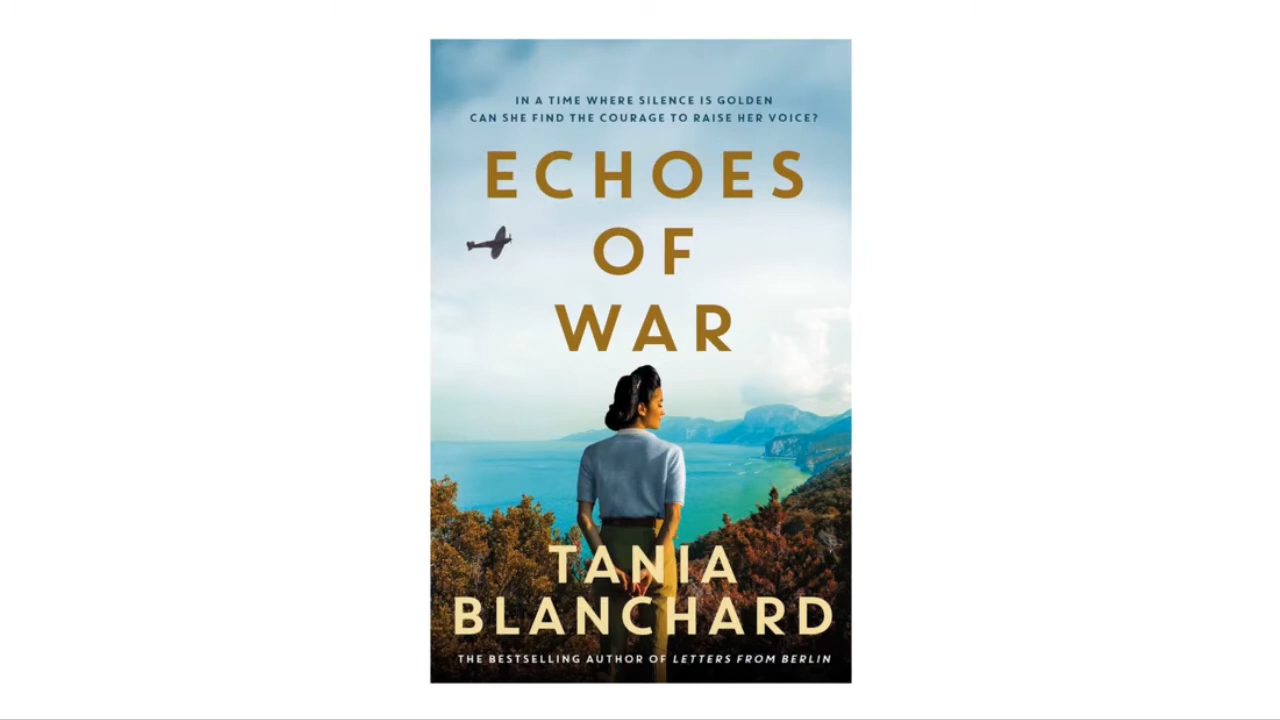 IN A TIME WHERE SILENCE IS GOLDEN
CAN SHE FIND THE COURAGE TO RAISE HER VOICE?
ECHOES
OF
WAR
TANIA
BLANCHARD
THE BESTSELLING AUTHOR OF LETTERS FROM BERLIN